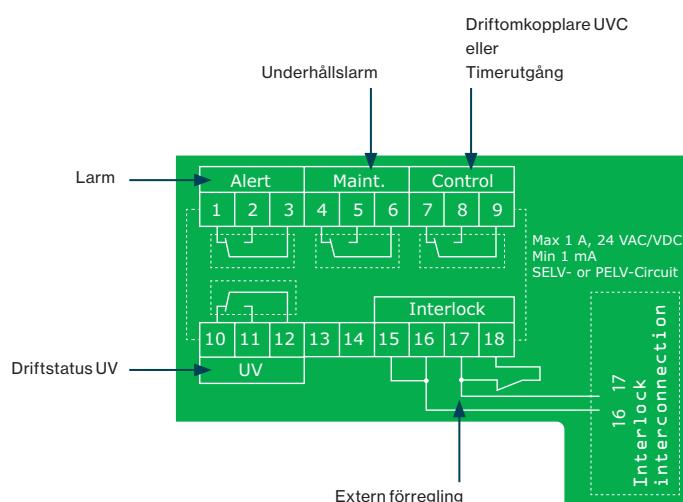 Driftomkopplare UVC
eller
Timerutgång
Underhållslarm
Larm
Alert Maint. Control
1 2 3 4 5 6 7 8 9
Max 1 A, 24 VAC/VDC
Min 1 mA
SELV- or PELV-Circuit
Interlock
10 11 12 13 14 15 16 17 18
UV
Driftstatus UV
16 17
Interlock
interconnection
Extern förregling